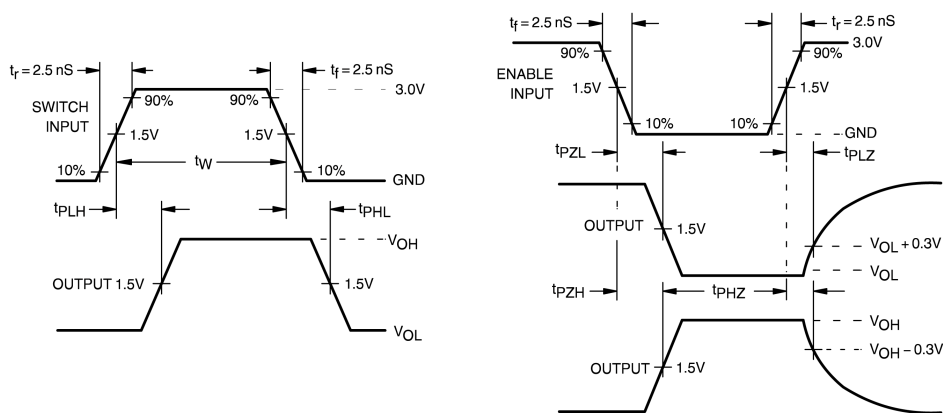 tr = 2.5 nS
tf = 2.5 nS
SWITCH
INPUT
90%
90%
3.0V
1.5V
1.5V
10%
tW
10%
GND
tPLH
tPHL
VOH
OUTPUT 1.5V
1.5V
VOL
tf = 2.5 nS
tr = 2.5 nS
3.0V
90%
90%
ENABLE
INPUT
1.5V
1.5V
10%
10%
GND
tPZL
tPLZ
OUTPUT
1.5V
VOL + 0.3V
VOL
tPZH
tPHZ
VOH
VOH – 0.3V
OUTPUT
1.5V